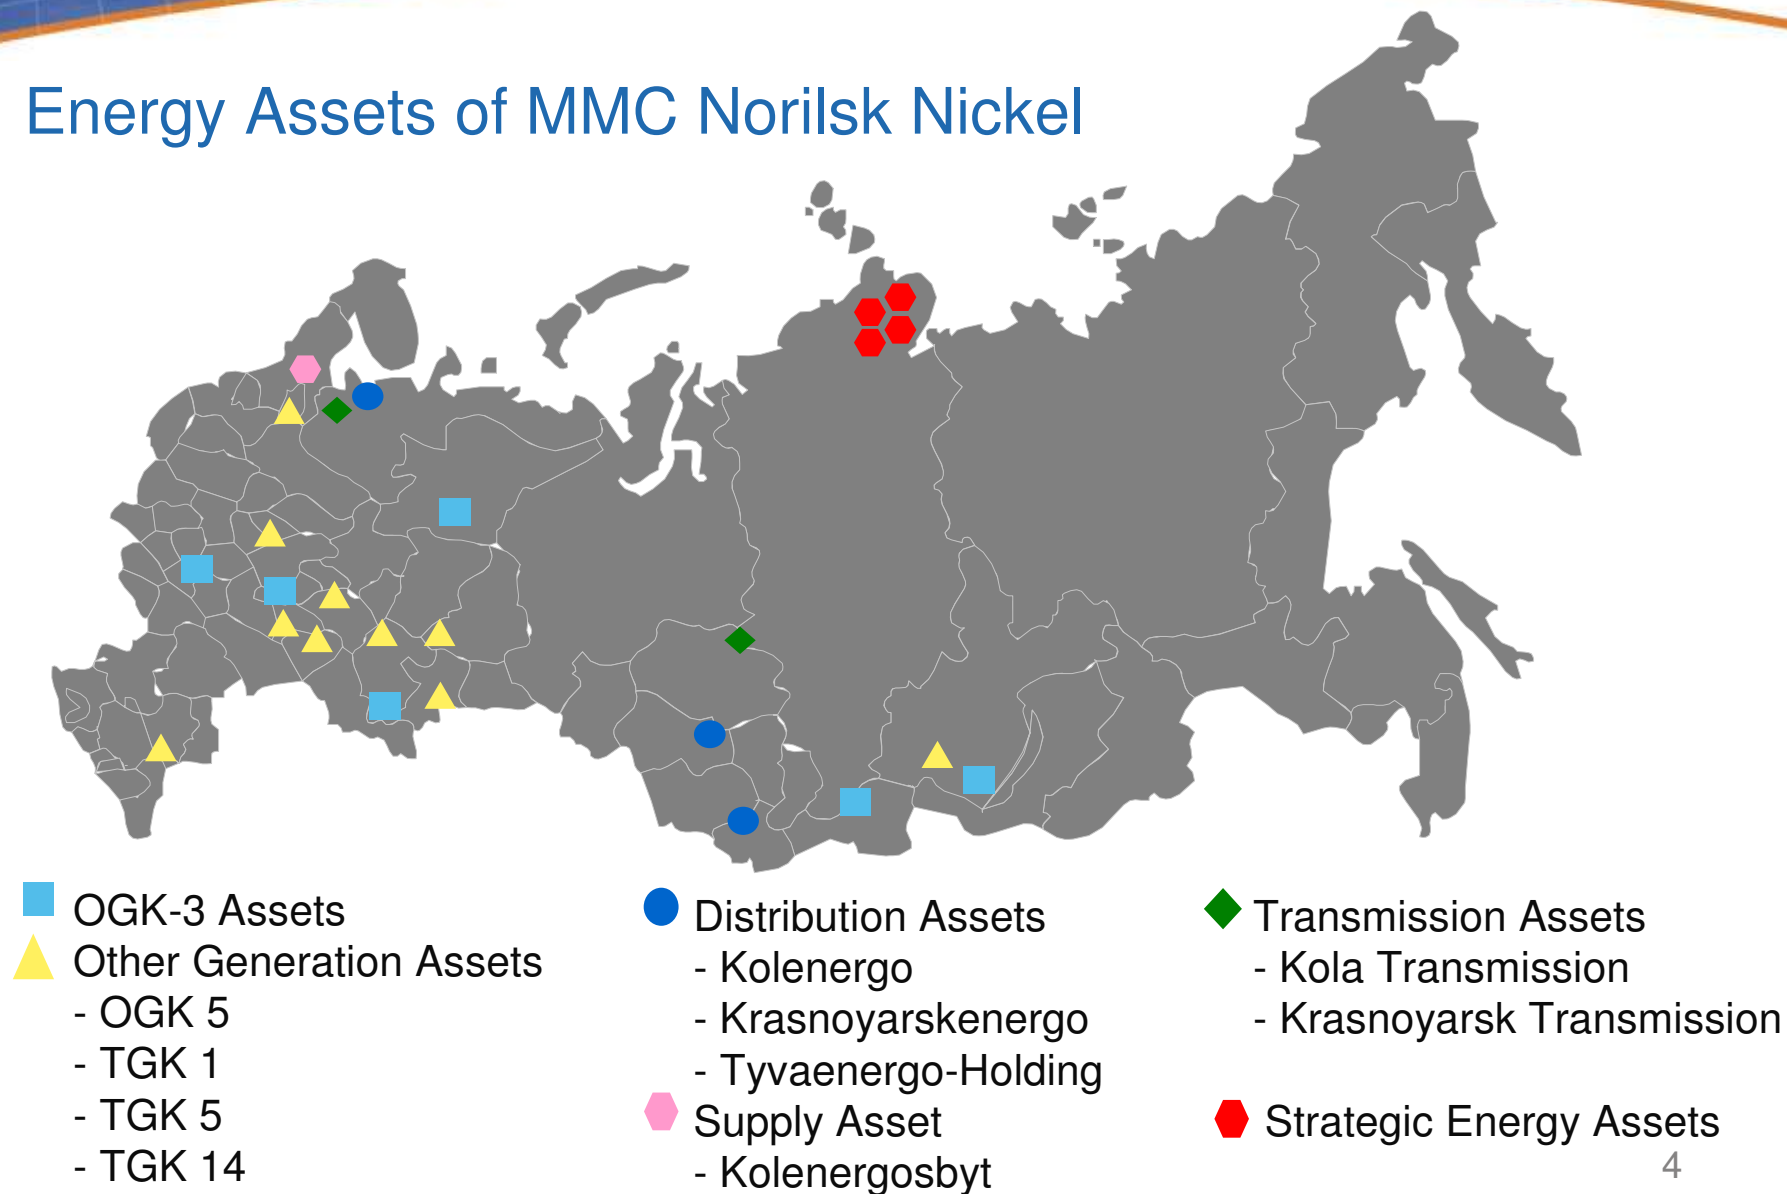 Energy Assets of MMC Norilsk Nickel
OGK-3 Assets
Other Generation Assets
- OGK 5
- TGK 1
- TGK 5
- TGK 14
Distribution Assets
- Kolenergo
- Krasnoyarskenergo
- Tyvaenergo-Holding
Supply Asset
- Kolenergosbyt
Transmission Assets
- Kola Transmission
- Krasnoyarsk Transmission
Strategic Energy Assets
4